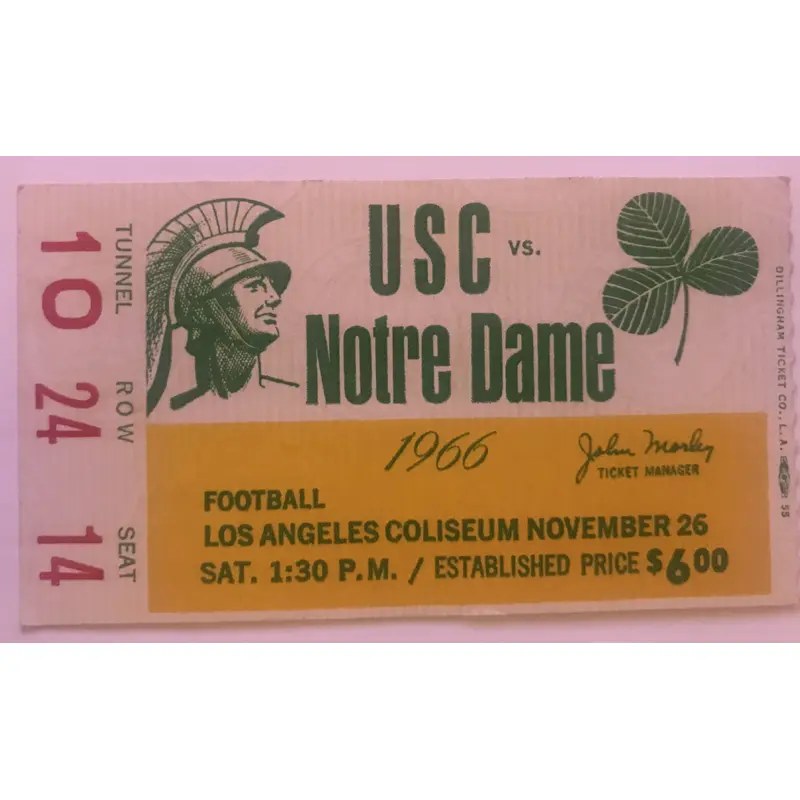 TUNNEL
10
ROW
24
SEAT
14
USC vs.
Notre Dame
1966
John Morley
TICKET MANAGER
FOOTBALL
LOS ANGELES COLISEUM NOVEMBER 26
SAT. 1:30 P.M. / ESTABLISHED PRICE $6.00
DILLINGHAM TICKET CO., L.A. 58